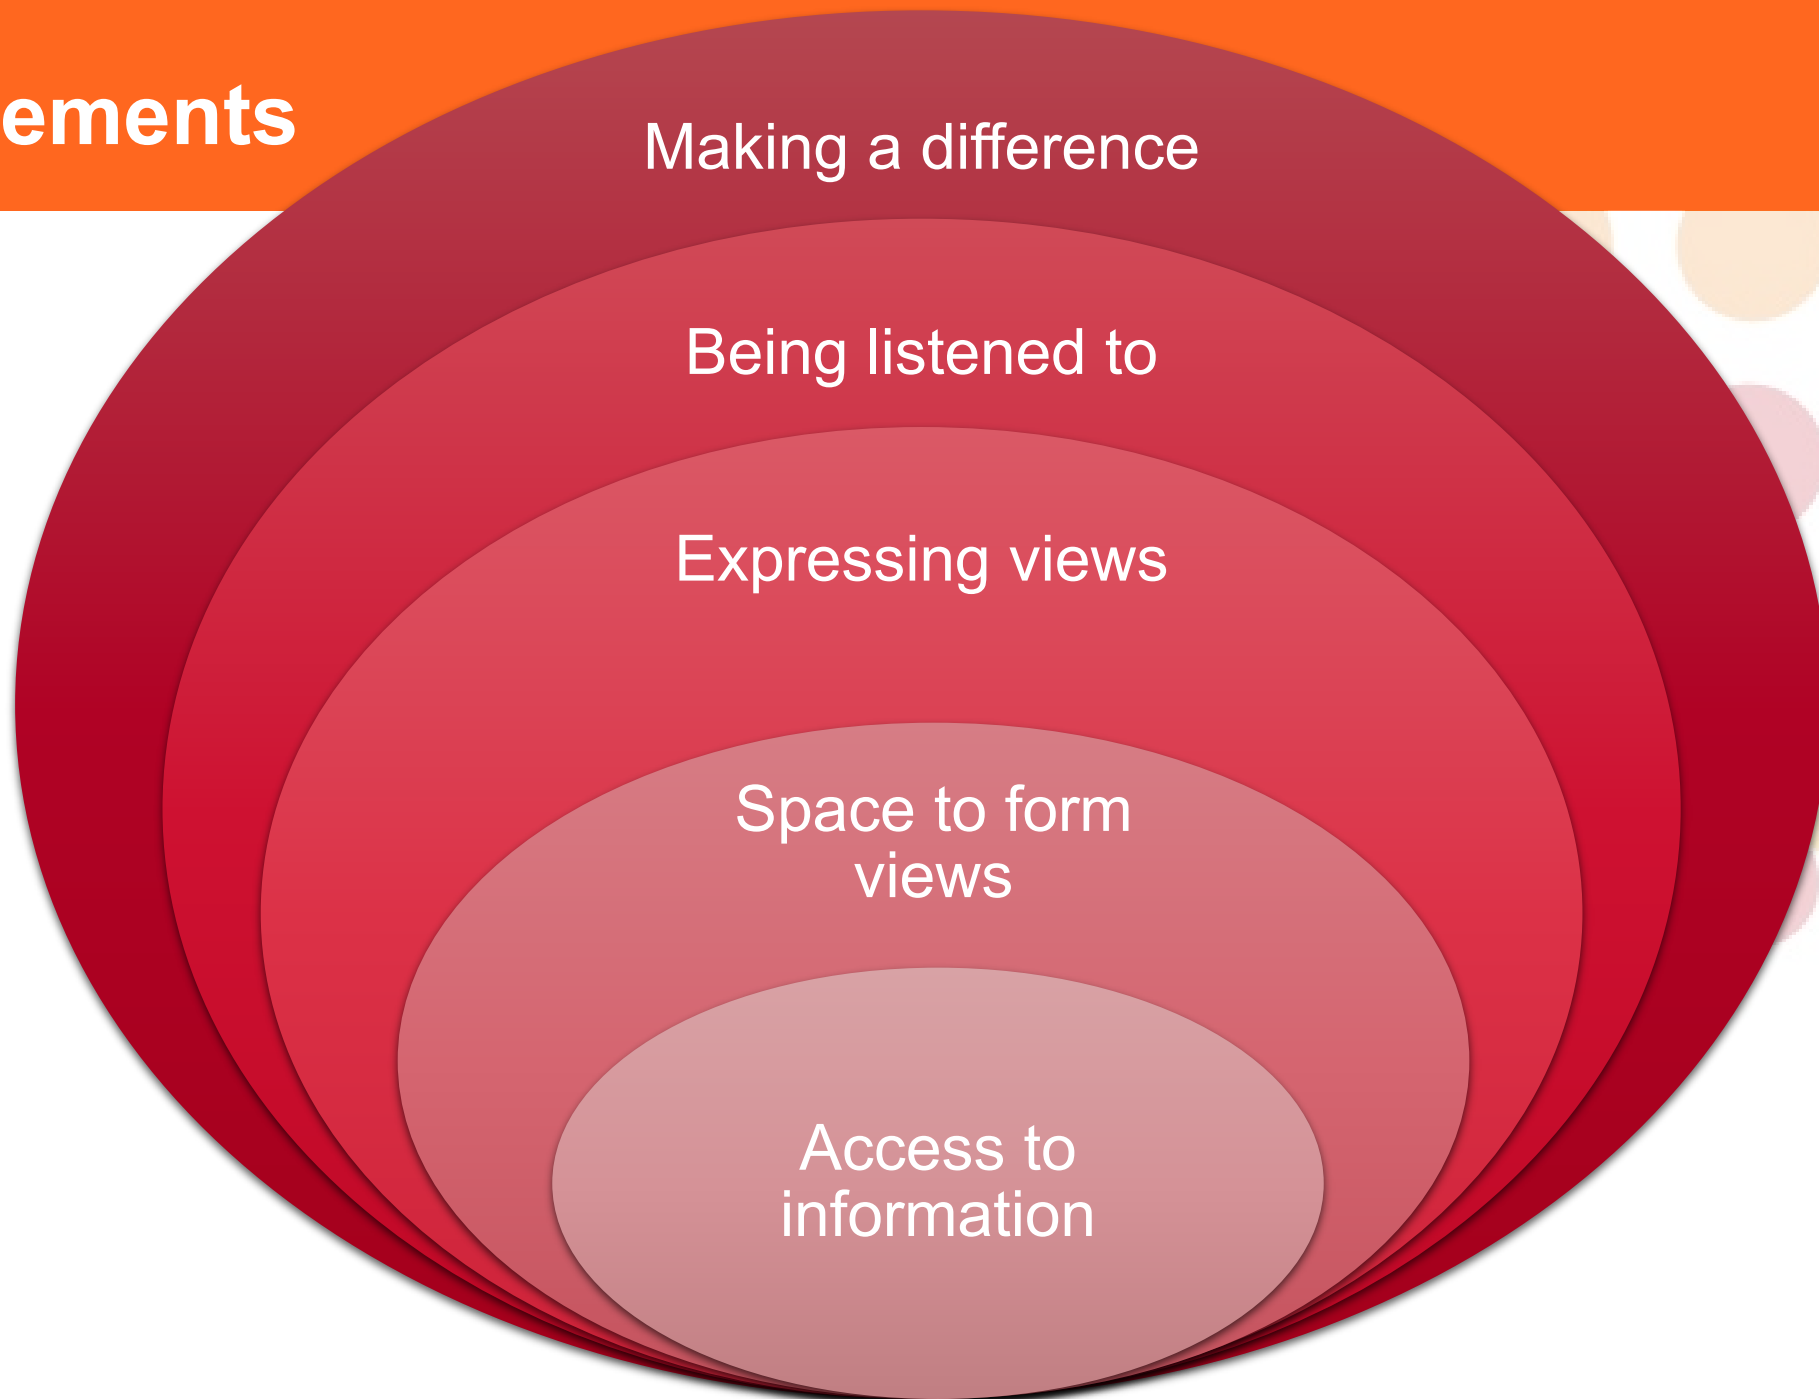 ements
Making a difference
Being listened to
Expressing views
Space to form
views
Access to
information